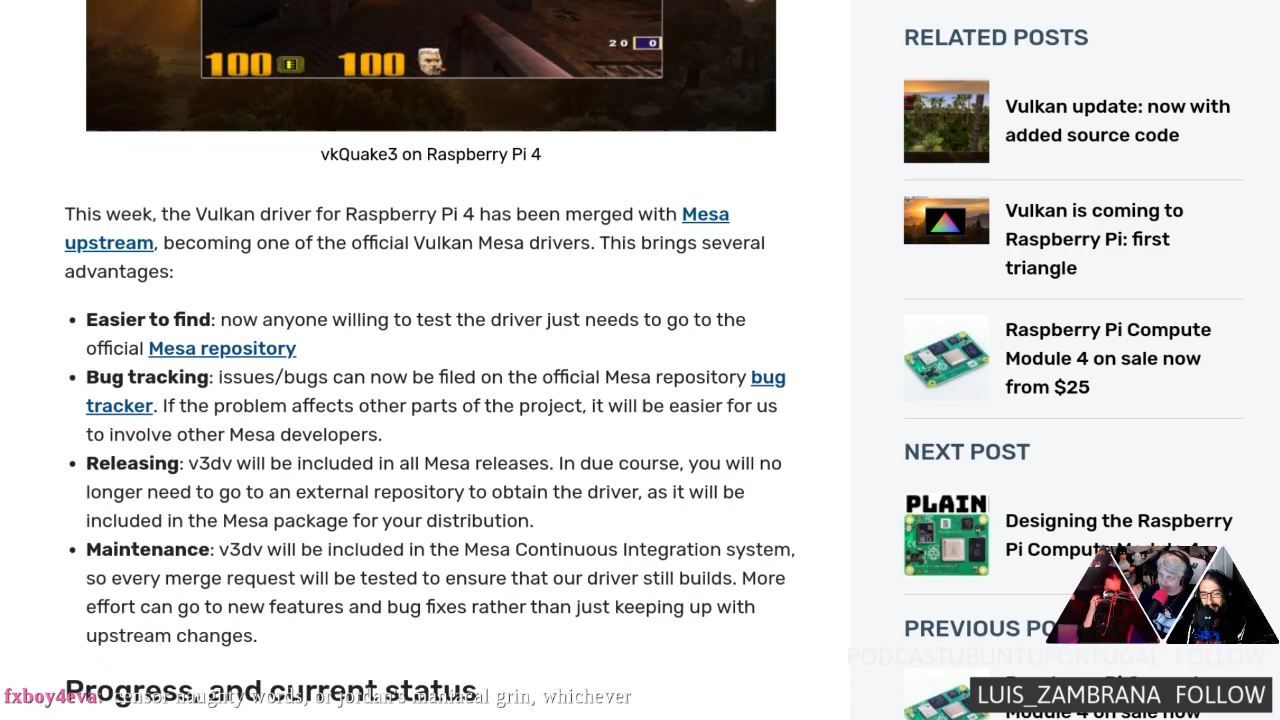 100 100 20 0
vkQuake3 on Raspberry Pi 4
This week, the Vulkan driver for Raspberry Pi 4 has been merged with Mesa
upstream, becoming one of the official Vulkan Mesa drivers. This brings several
advantages:
• Easier to find: now anyone willing to test the driver just needs to go to the
official Mesa repository
• Bug tracking: issues/bugs can now be filed on the official Mesa repository bug
tracker. If the problem affects other parts of the project, it will be easier for us
to involve other Mesa developers.
• Releasing: v3dv will be included in all Mesa releases. In due course, you will no
longer need to go to an external repository to obtain the driver, as it will be
included in the Mesa package for your distribution.
• Maintenance: v3dv will be included in the Mesa Continuous Integration system,
so every merge request will be tested to ensure that our driver still builds. More
effort can go to new features and bug fixes rather than just keeping up with
upstream changes.
Progress, and current status
fxboy4eva: censor naughty words, or jordan's maniacal grin, whichever
RELATED POSTS
Vulkan update: now with
added source code
Vulkan is coming to
Raspberry Pi: first
triangle
Raspberry Pi Compute
Module 4 on sale now
from $25
NEXT POST
PLAIN
Designing the Raspberry
Pi Compute Module 4
PREVIOUS PO
PODCASTUBUNTUPORTUGAL FOLLOW
LUIS_ZAMBRANA FOLLOW
Module 4 on sale now